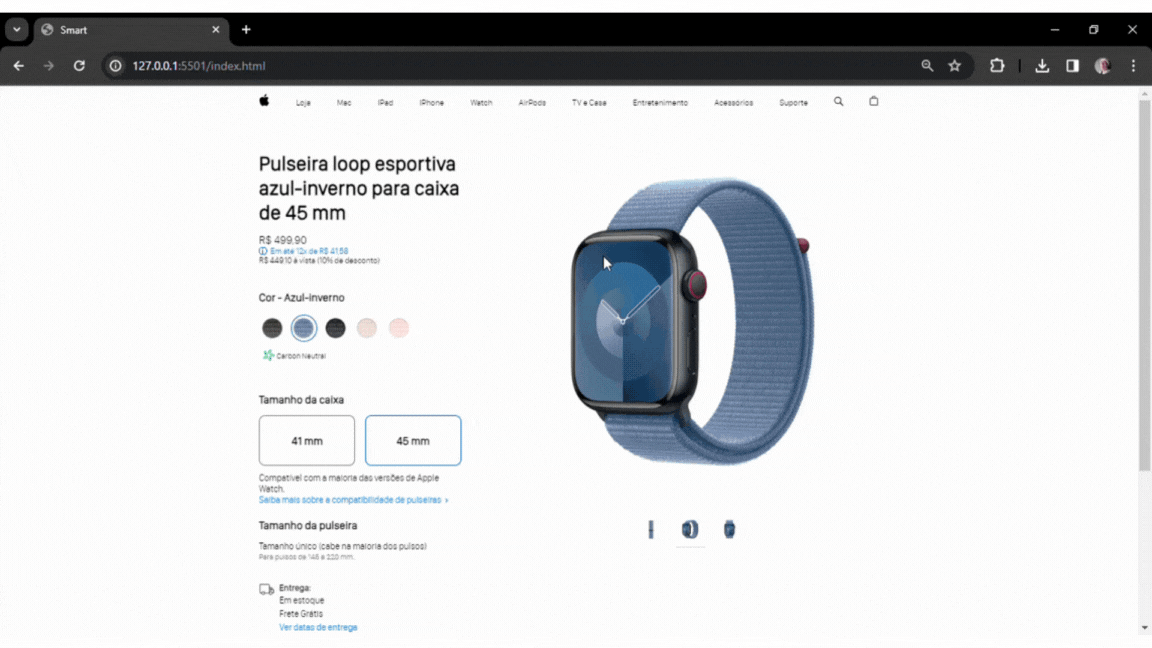 Smart
127.0.0.1:5501/index.html
Loja Mac iPad iPhone Watch AirPods TV e Casa Entretenimento Acessórios Suporte
Pulseira loop esportiva
azul-inverno para caixa
de 45 mm
R$ 499,90
Em até 12x de R$ 41,58
R$ 449,10 à vista (10% de desconto)
Cor - Azul-inverno
Carbon Neutral
Tamanho da caixa
41 mm
45 mm
Compatível com a maioria das versões de Apple
Watch.
Saiba mais sobre a compatibilidade de pulseiras >
Tamanho da pulseira
Tamanho único (cabe na maioria dos pulsos)
Para pulsos de 145 a 220 mm.
Entrega:
Em estoque
Frete Grátis
Ver datas de entrega